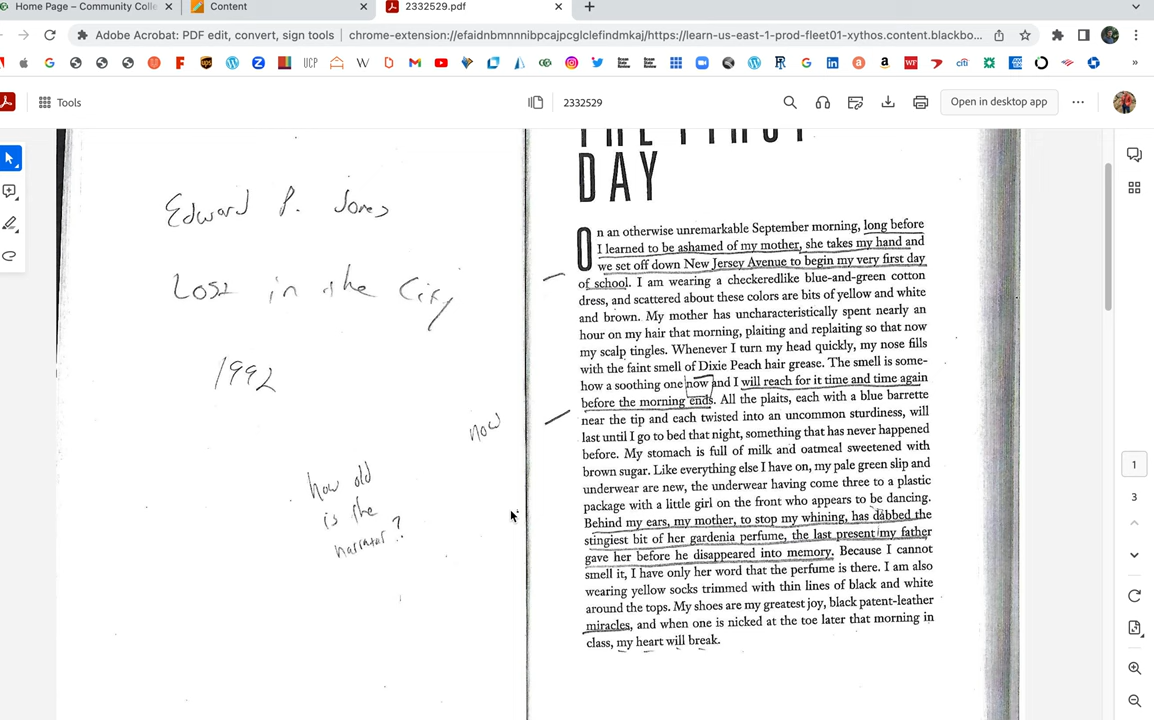 Home Page – Community Colle
Content
2332529.pdf
Adobe Acrobat: PDF edit, convert, sign tools
chrome-extension://efaidnbmnnnibpcajpcglclefindmkaj/https://learn-us-east-1-prod-fleet01-xythos.content.blackbo...
UCP
Tools
2332529
Open in desktop app
Edward P. Jones
Lost in the City
1992
now
how old
is the
narrator?
THE FIRST
DAY
On an otherwise unremarkable September morning, long before
I learned to be ashamed of my mother, she takes my hand and
we set off down New Jersey Avenue to begin my very first day
of school. I am wearing a checkeredlike blue-and-green cotton
dress, and scattered about these colors are bits of yellow and white
and brown. My mother has uncharacteristically spent nearly an
hour on my hair that morning, plaiting and replaiting so that now
my scalp tingles. Whenever I turn my head quickly, my nose fills
with the faint smell of Dixie Peach hair grease. The smell is some-
how a soothing one now and I will reach for it time and time again
before the morning ends. All the plaits, each with a blue barrette
near the tip and each twisted into an uncommon sturdiness, will
last until I go to bed that night, something that has never happened
before. My stomach is full of milk and oatmeal sweetened with
brown sugar. Like everything else I have on, my pale green slip and
underwear are new, the underwear having come three to a plastic
package with a little girl on the front who appears to be dancing.
Behind my ears, my mother, to stop my whining, has dabbed the
stingiest bit of her gardenia perfume, the last present my father
gave her before he disappeared into memory. Because I cannot
smell it, I have only her word that the perfume is there. I am also
wearing yellow socks trimmed with thin lines of black and white
around the tops. My shoes are my greatest joy, black patent-leather
miracles, and when one is nicked at the toe later that morning in
class, my heart will break.
1
3